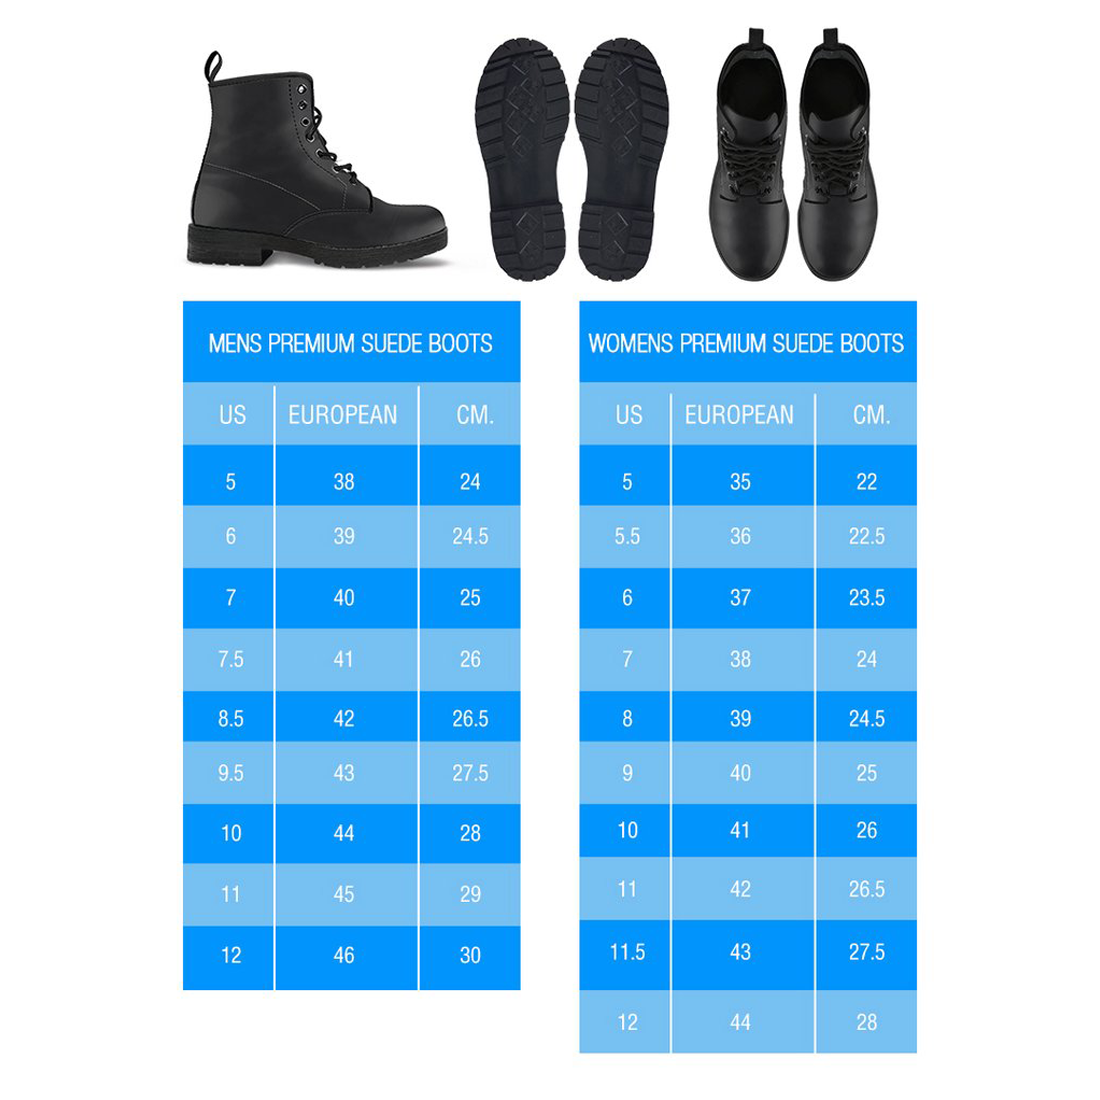 MENS PREMIUM SUEDE BOOTS
US EUROPEAN CM.
5 38 24
6 39 24.5
7 40 25
7.5 41 26
8.5 42 26.5
9.5 43 27.5
10 44 28
11 45 29
12 46 30
WOMENS PREMIUM SUEDE BOOTS
US EUROPEAN CM.
5 35 22
5.5 36 22.5
6 37 23.5
7 38 24
8 39 24.5
9 40 25
10 41 26
11 42 26.5
11.5 43 27.5
12 44 28